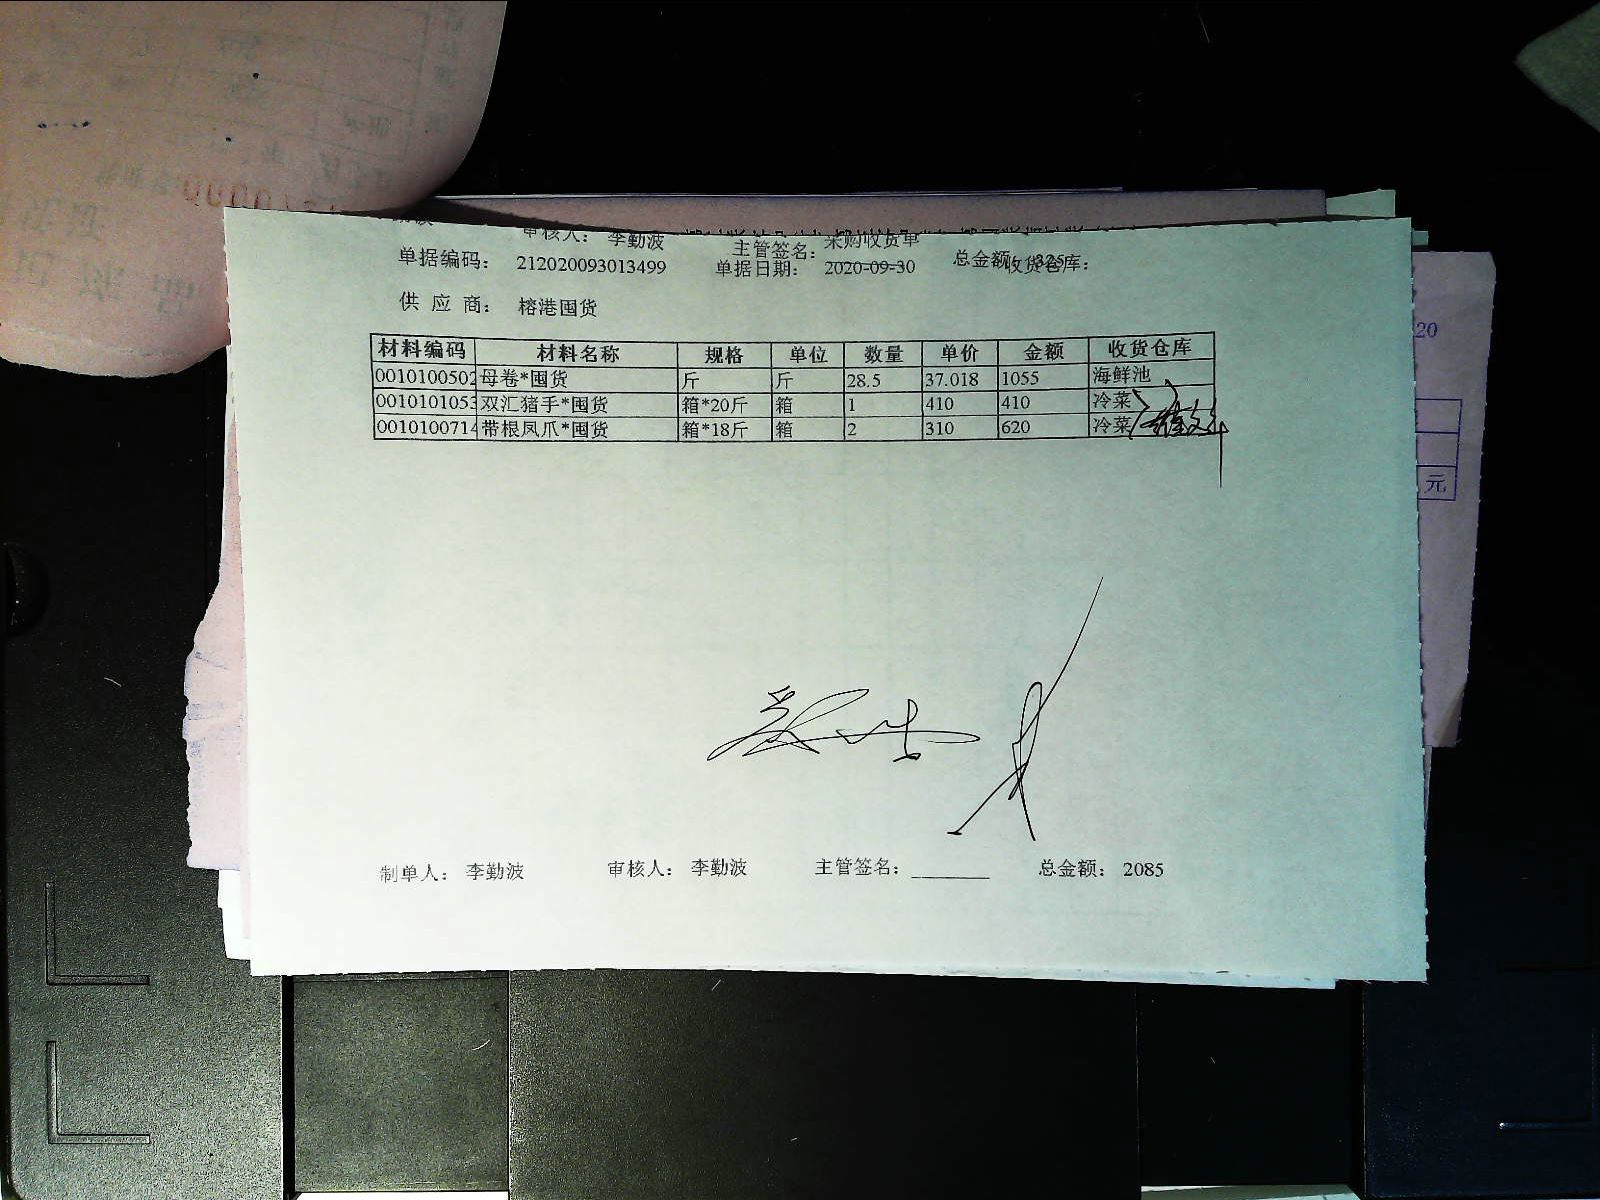 审核人： 李勤波 主管签名： 采购收货单 总金额： 325
单据编码： 212020093013499 单据日期： 2020-09-30 收货仓库：
供 应 商： 榕港囤货
材料编码 材料名称 规格 单位 数量 单价 金额 收货仓库
0010100502 母卷*囤货 斤 斤 28.5 37.018 1055 海鲜池
0010101053 双汇猪手*囤货 箱*20斤 箱 1 410 410 冷菜
0010100714 带根凤爪*囤货 箱*18斤 箱 2 310 620 冷菜
制单人： 李勤波 审核人： 李勤波 主管签名： 总金额： 2085
20
元